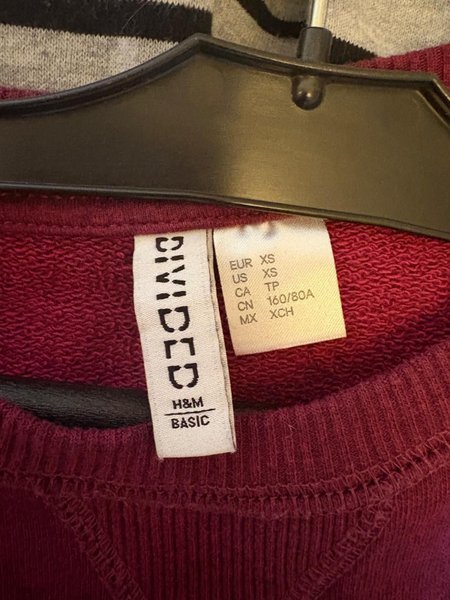 DIVIDED
H&M
BASIC
EUR XS
US XS
CA TP
CN 160/80A
MX XCH